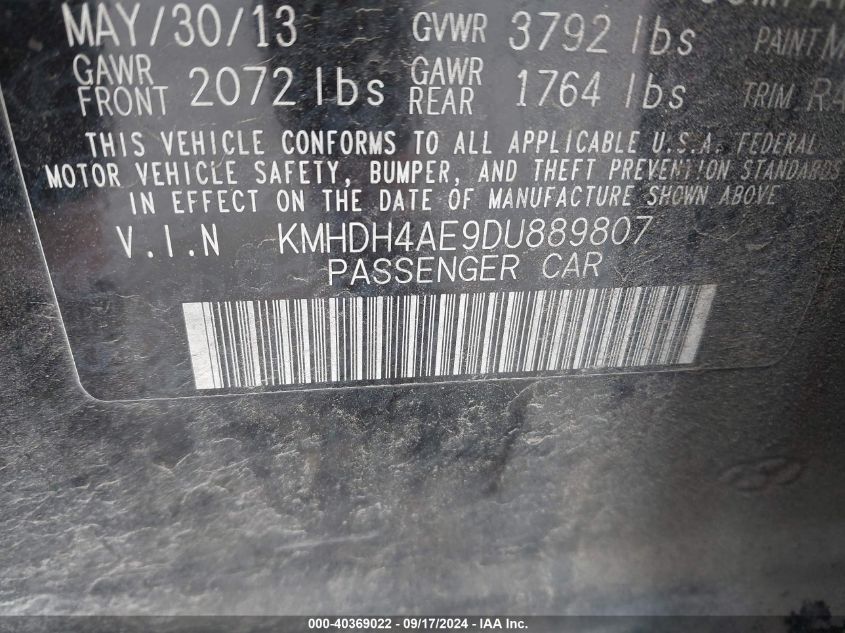 MAY/30/13 GVWR 3792 lbs PAINT
GAWR FRONT 2072 lbs GAWR REAR 1764 lbs TRIM
THIS VEHICLE CONFORMS TO ALL APPLICABLE U.S.A. FEDERAL
MOTOR VEHICLE SAFETY, BUMPER, AND THEFT PREVENTION STANDARDS
IN EFFECT ON THE DATE OF MANUFACTURE SHOWN ABOVE
V.I.N KMHDH4AE9DU889807
PASSENGER CAR
000-40369022 - 09/17/2024 - IAA Inc.